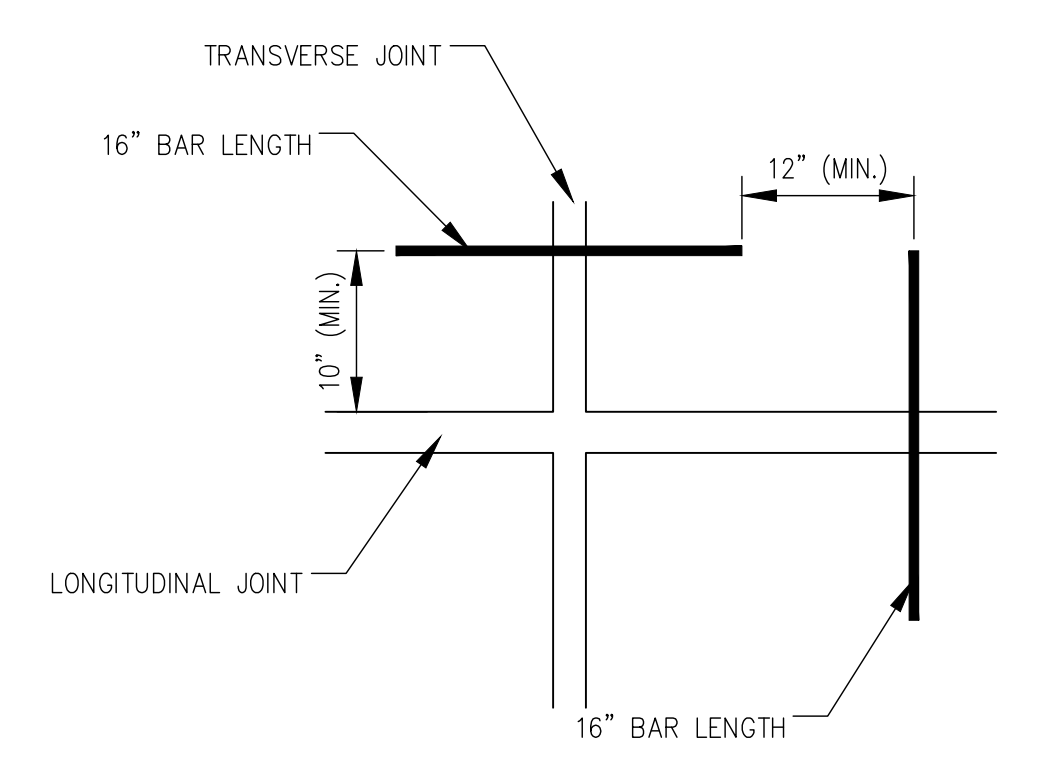 TRANSVERSE JOINT
16” BAR LENGTH
12” (MIN.)
10” (MIN.)
LONGITUDINAL JOINT
16” BAR LENGTH